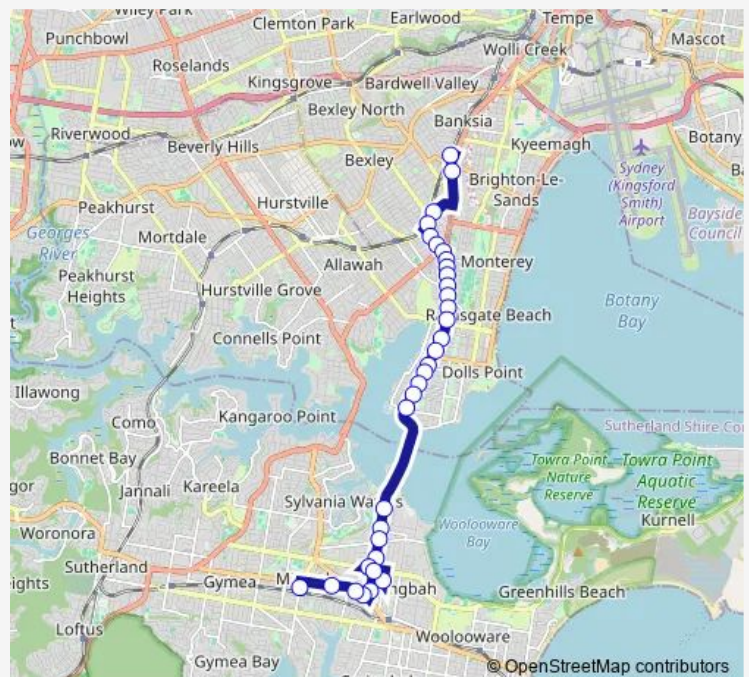 Wiley Park
Earlwood
Tempe
Clemton Park
Punchbowl
Wolli Creek
Mascot
Roselands
Kingsgrove
Bardwell Valley
Bexley North
Banksia
Riverwood
Beverly Hills
Kyeemagh
Botany
Bexley
Sydney
(Kingsford
Smith)
Airport
Brighton-Le-
Sands
Peakhurst
Hurstville
Bayside
Council
Georges
River
Mortdale
Allawah
Monterey
Peakhurst
Heights
Hurstville Grove
Botany
Bay
Connells Point
Dolls Point
Illawong
Como
Kangaroo Point
Sutherland Shire Cou
Bonnet Bay
Towra Point
Nature
Reserve
Towra Point
Aquatic
Reserve
Jannali
Kareela
Kurnell
Woronora
Woolooware
Bay
Sutherland
Gymea
Greenhills Beach
Loftus
Woolooware
Gymea Bay
© OpenStreetMap contributors